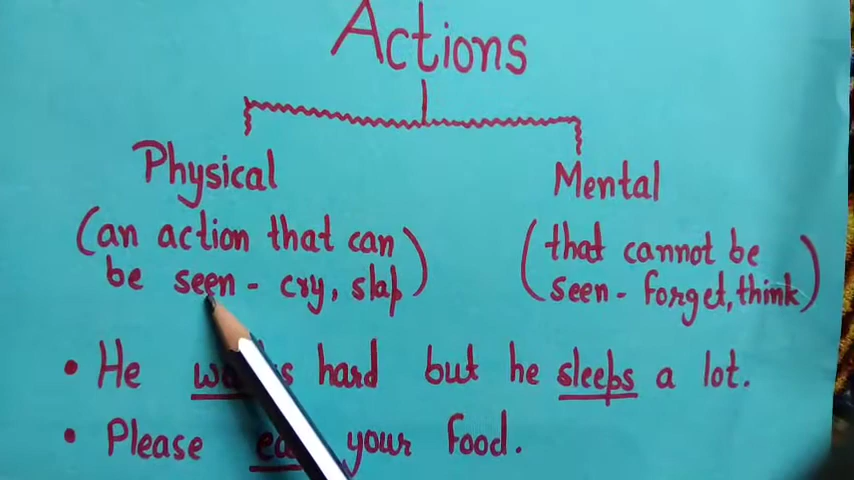 Actions
Physical
Mental
(an action that can be seen - cry, slap)
(that cannot be seen - forget, think)
• He hard but he sleeps a lot.
• Please your food.